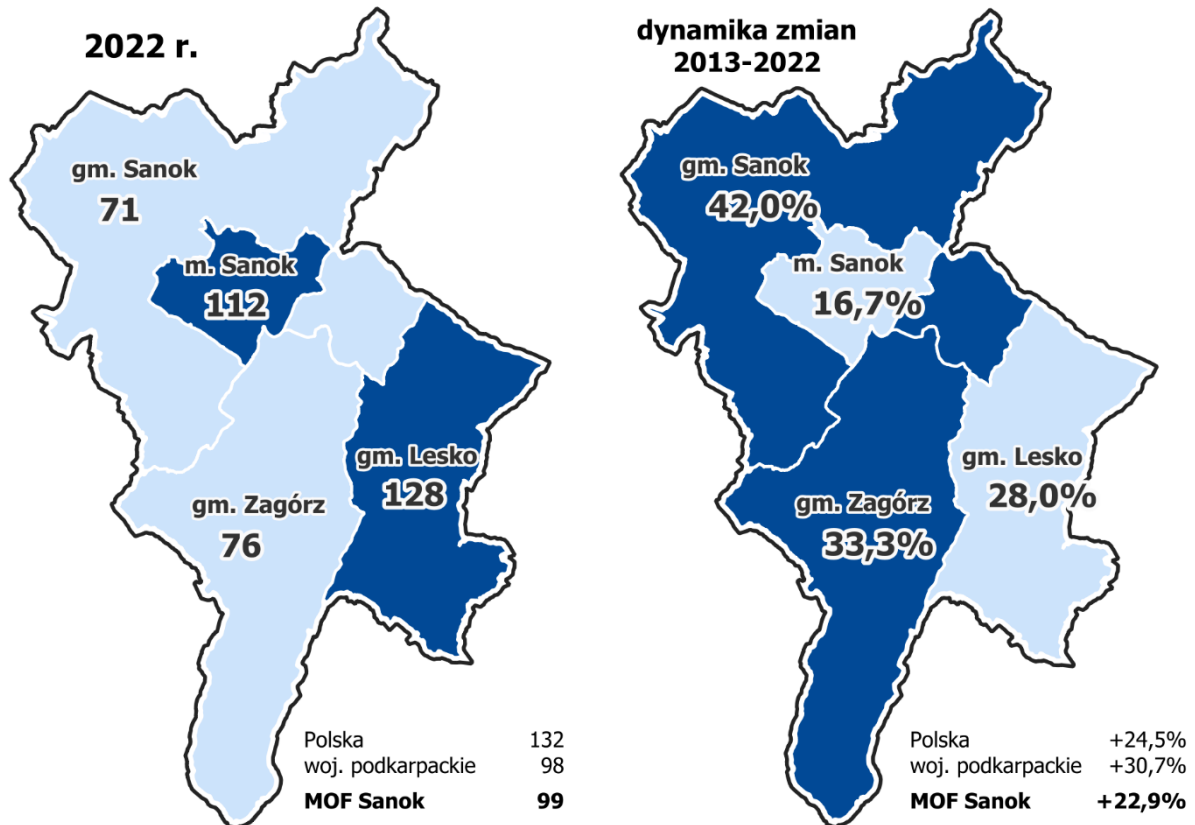 2022 r.
gm. Sanok
71
m. Sanok
112
gm. Lesko
128
gm. Zagórz
76
Polska 132
woj. podkarpackie 98
MOF Sanok 99
dynamika zmian
2013-2022
gm. Sanok
42,0%
m. Sanok
16,7%
gm. Lesko
28,0%
gm. Zagórz
33,3%
Polska +24,5%
woj. podkarpackie +30,7%
MOF Sanok +22,9%